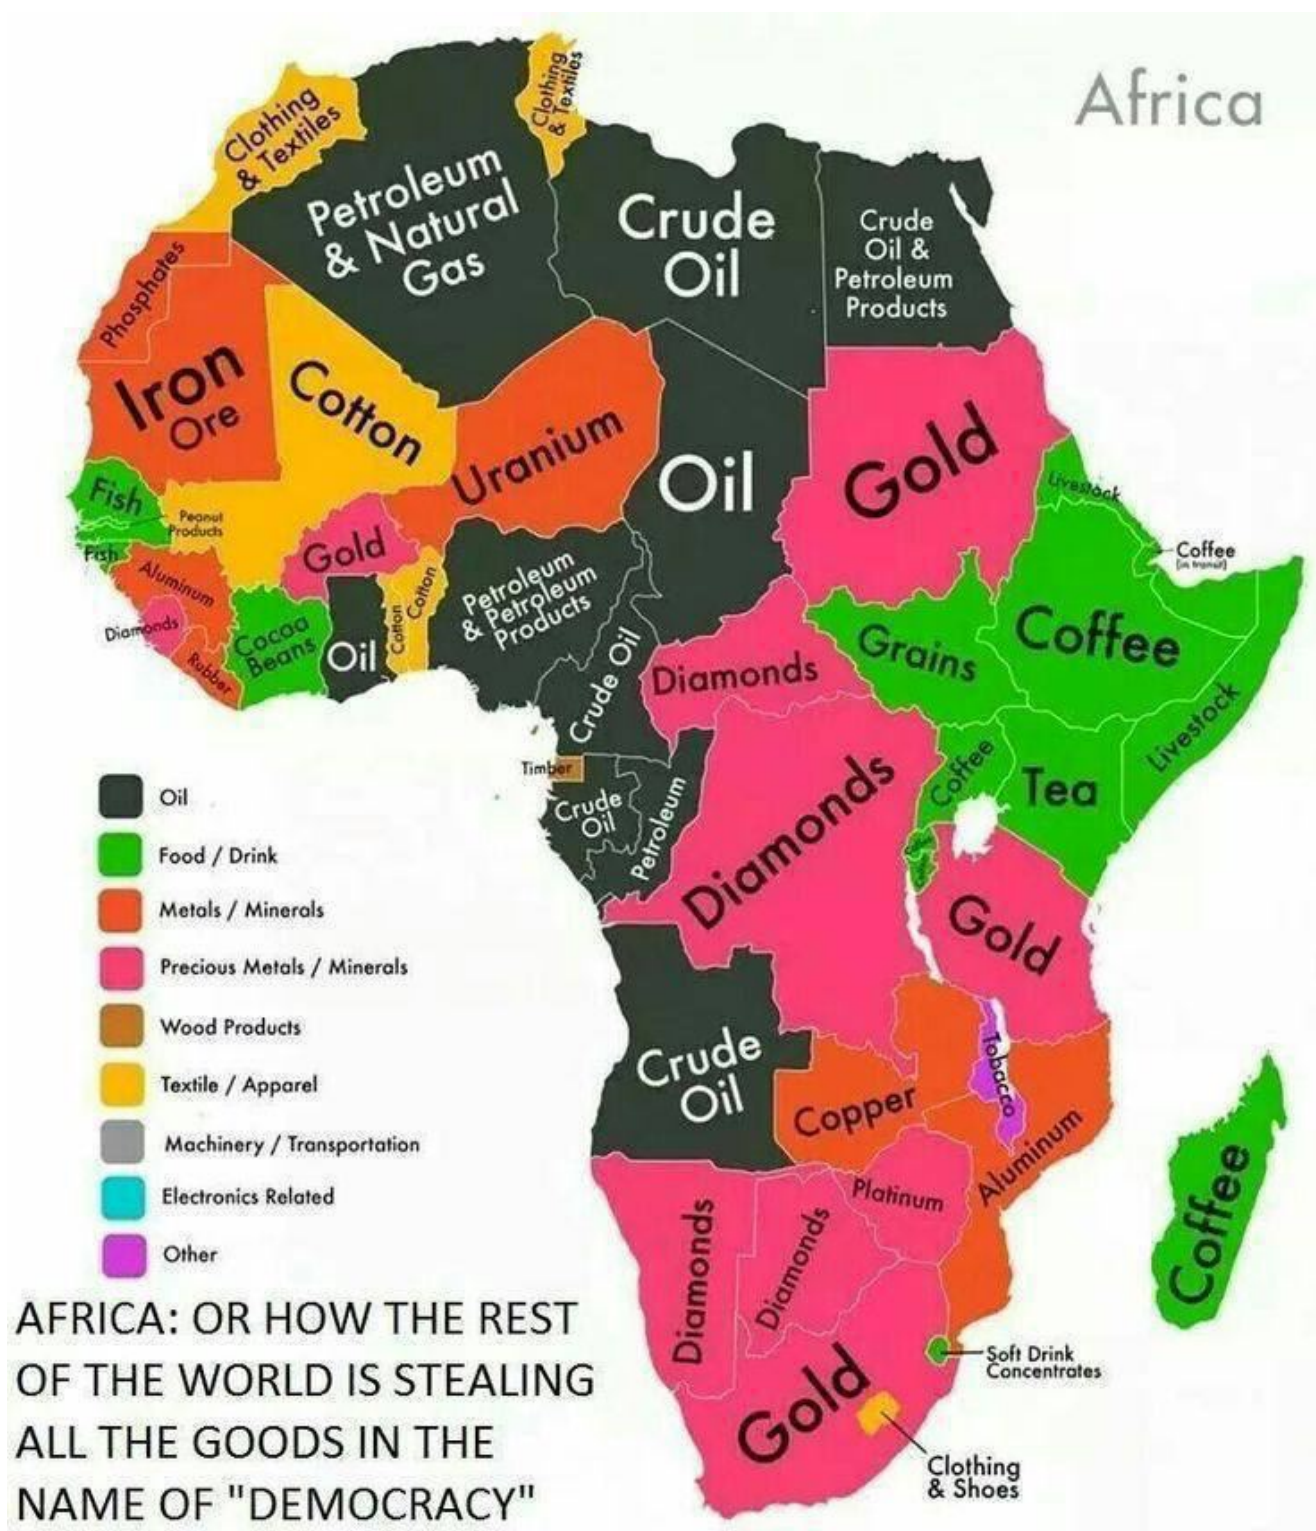 Africa
Clothing
& Textiles
Clothing
& Textiles
Petroleum
& Natural
Gas
Crude
Oil
Crude
Oil &
Petroleum
Products
Phosphates
Iron
Ore
Cotton
Uranium
Oil
Gold
Livestock
Coffee
(in transit)
Fish
Peanut
Products
Fish
Aluminum
Diamonds
Rubber
Cocoa
Beans
Gold
Oil
Cotton
Cotton
Petroleum
& Petroleum
Products
Crude Oil
Diamonds
Grains
Coffee
Livestock
Timber
Crude
Oil
Petroleum
Diamonds
Coffee
Tea
Gold
Crude
Oil
Copper
Tobacco
Aluminum
Diamonds
Diamonds
Platinum
Coffee
Gold
Soft Drink
Concentrates
Clothing
& Shoes
Oil
Food / Drink
Metals / Minerals
Precious Metals / Minerals
Wood Products
Textile / Apparel
Machinery / Transportation
Electronics Related
Other
AFRICA: OR HOW THE REST
OF THE WORLD IS STEALING
ALL THE GOODS IN THE
NAME OF "DEMOCRACY"